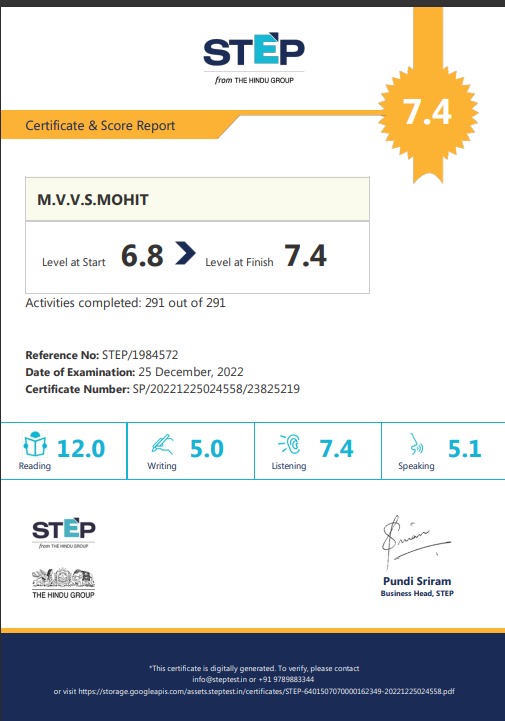 STEP
from THE HINDU GROUP
7.4
Certificate & Score Report
M.V.V.S.MOHIT
Level at Start 6.8 Level at Finish 7.4
Activities completed: 291 out of 291
Reference No: STEP/1984572
Date of Examination: 25 December, 2022
Certificate Number: SP/20221225024558/23825219
Reading 12.0 Writing 5.0 Listening 7.4 Speaking 5.1
STEP
from THE HINDU GROUP
THE HINDU GROUP
Pundi Sriram
Business Head, STEP
*This certificate is digitally generated. To verify, please contact
info@steptest.in or +91 9789883344
or visit https://storage.googleapis.com/assets.steptest.in/certificates/STEP-6401507070000162349-20221225024558.pdf